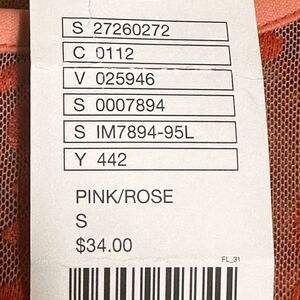 S 27260272
C 0112
V 025946
S 0007894
S IM7894-95L
Y 442
PINK/ROSE
S
$34.00
FL_31